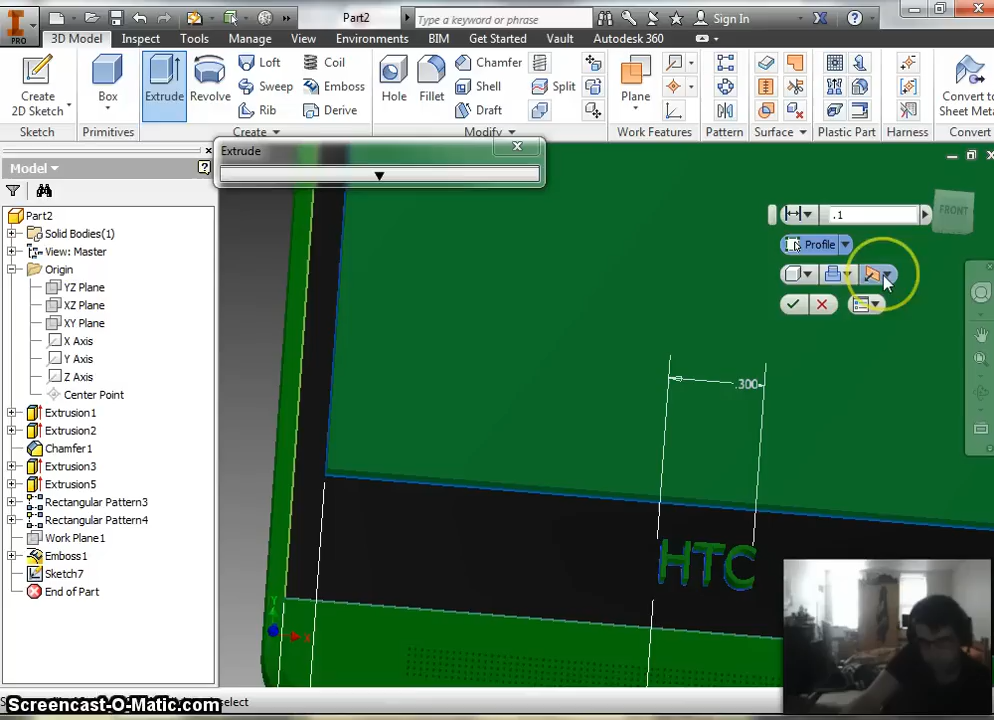 Part2
Type a keyword or phrase
Sign In
PRO
3D Model
Inspect
Tools
Manage
View
Environments
BIM
Get Started
Vault
Autodesk 360
Create
2D Sketch
Box
Extrude
Revolve
Loft
Sweep
Rib
Coil
Emboss
Derive
Hole
Fillet
Chamfer
Shell
Draft
Split
Plane
Convert to
Sheet Me
Sketch
Primitives
Create
Modify
Work Features
Pattern
Surface
Plastic Part
Harness
Convert
Extrude
Model
Part2
Solid Bodies(1)
View: Master
Origin
YZ Plane
XZ Plane
XY Plane
X Axis
Y Axis
Z Axis
Center Point
Extrusion1
Extrusion2
Chamfer1
Extrusion3
Extrusion5
Rectangular Pattern3
Rectangular Pattern4
Work Plane1
Emboss1
Sketch7
End of Part
.1
FRONT
Profile
.300
HTC
Y
X
select
Screencast-O-Matic.com